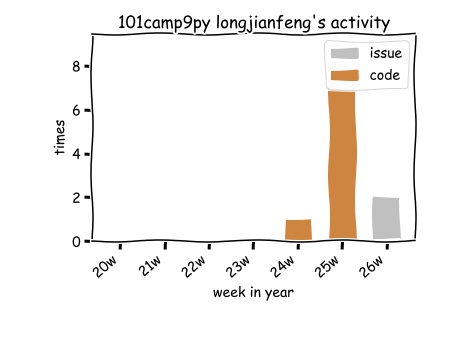 101camp9py longjianfeng's activity
issue
code
8
6
4
2
0
times
20w 21w 22w 23w 24w 25w 26w
week in year